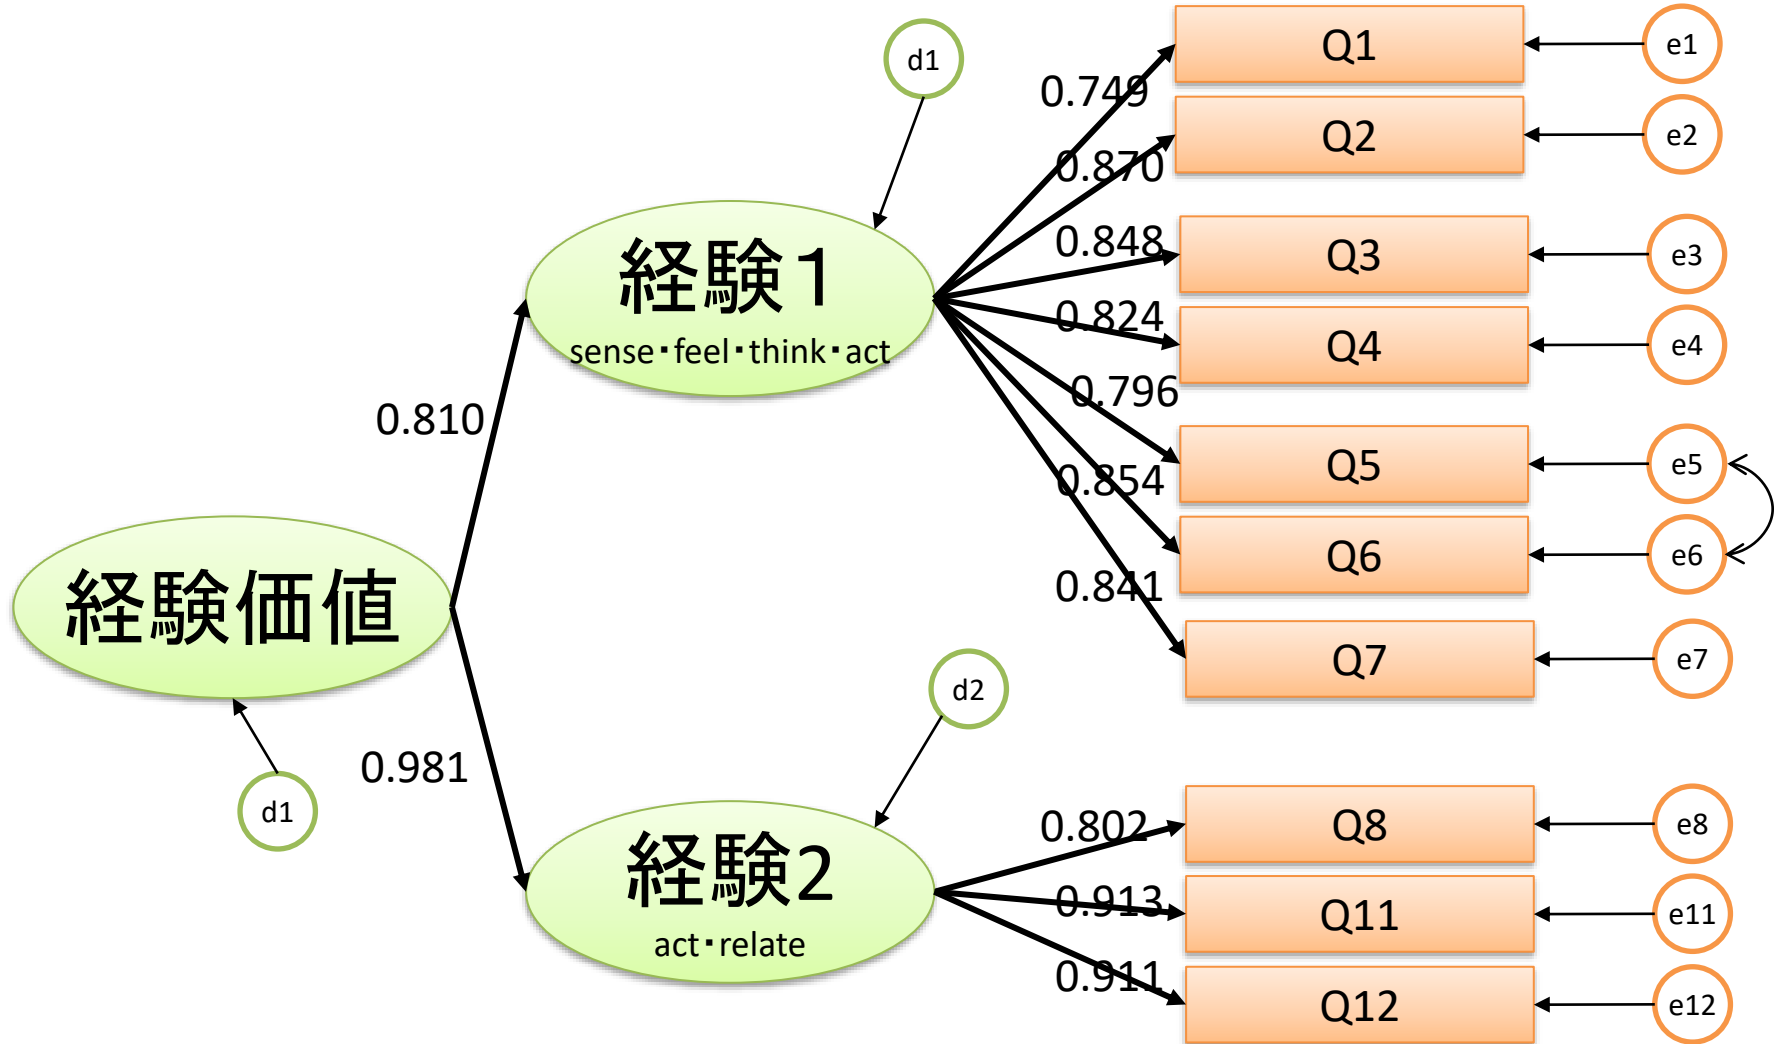 d1
Q1
e1
0.749
Q2
e2
0.870
経験1
sense・feel・think・act
0.848
Q3
e3
0.824
Q4
e4
0.796
0.810
Q5
e5
0.854
Q6
e6
0.841
経験価値
Q7
e7
d2
0.981
d1
0.802
Q8
e8
経験2
act・relate
0.913
Q11
e11
0.911
Q12
e12